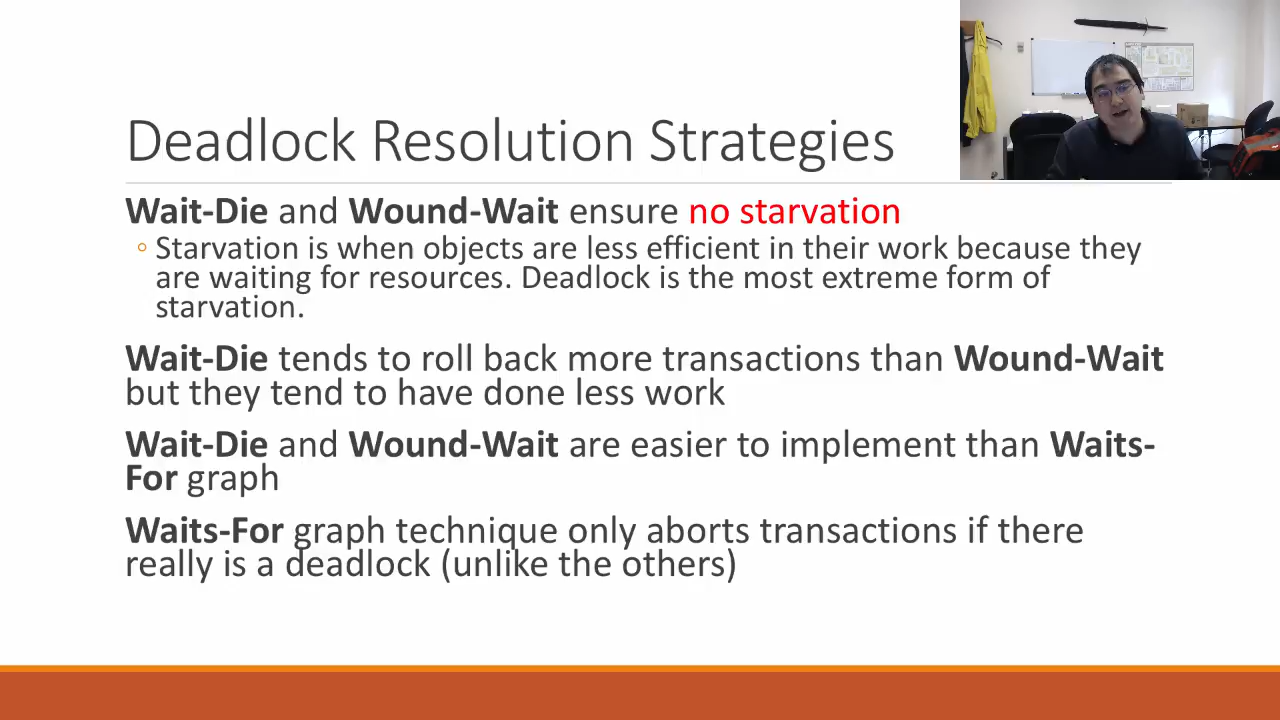 Deadlock Resolution Strategies
Wait-Die and Wound-Wait ensure no starvation
◦ Starvation is when objects are less efficient in their work because they
are waiting for resources. Deadlock is the most extreme form of
starvation.
Wait-Die tends to roll back more transactions than Wound-Wait
but they tend to have done less work
Wait-Die and Wound-Wait are easier to implement than Waits-
For graph
Waits-For graph technique only aborts transactions if there
really is a deadlock (unlike the others)